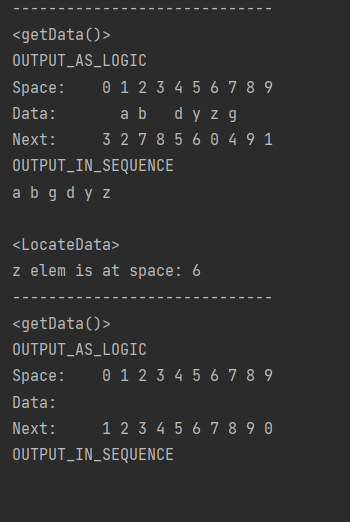 -----------------------------
<getData()>
OUTPUT_AS_LOGIC
Space:    0 1 2 3 4 5 6 7 8 9
Data:       a b   d y z g
Next:     3 2 7 8 5 6 0 4 9 1
OUTPUT_IN_SEQUENCE
a b g d y z

<LocateData>
z elem is at space: 6
-----------------------------
<getData()>
OUTPUT_AS_LOGIC
Space:    0 1 2 3 4 5 6 7 8 9
Data:
Next:     1 2 3 4 5 6 7 8 9 0
OUTPUT_IN_SEQUENCE